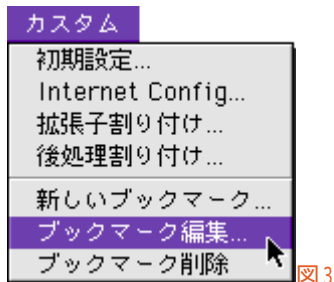 カスタム
初期設定...
Internet Config...
拡張子割り付け...
後処理割り付け...
新しいブックマーク...
ブックマーク編集...
ブックマーク削除
図3